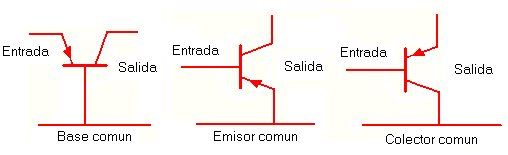 Entrada
Salida
Base comun
Entrada
Salida
Emisor comun
Entrada
Salida
Colector comun